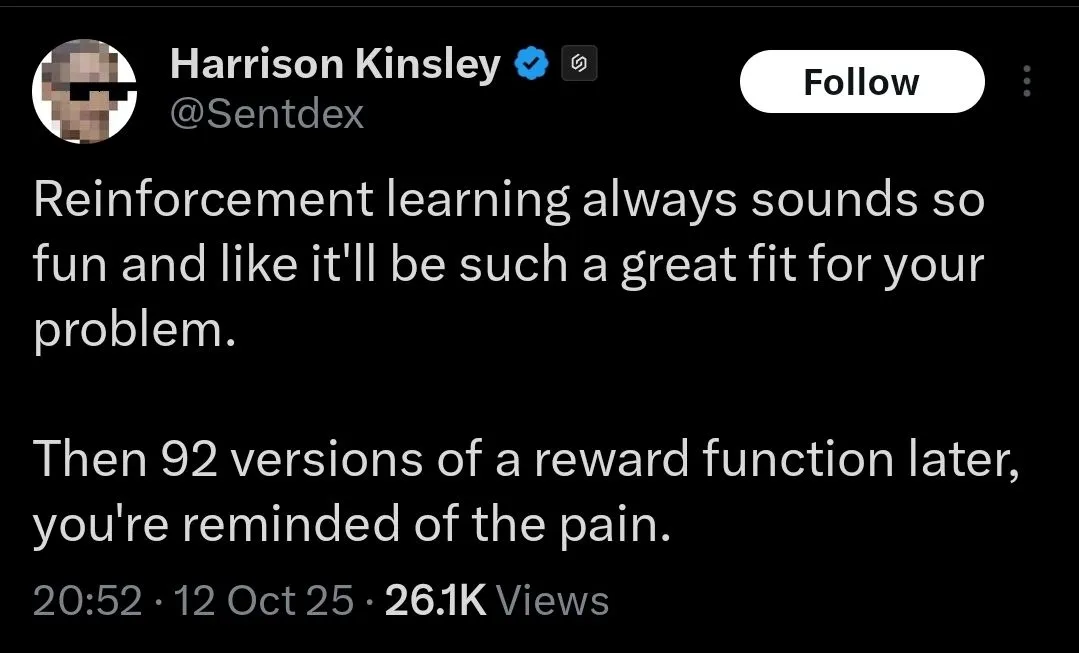 Harrison Kinsley
@Sentdex
Follow
Reinforcement learning always sounds so
fun and like it'll be such a great fit for your
problem.
Then 92 versions of a reward function later,
you're reminded of the pain.
20:52 · 12 Oct 25 · 26.1K Views